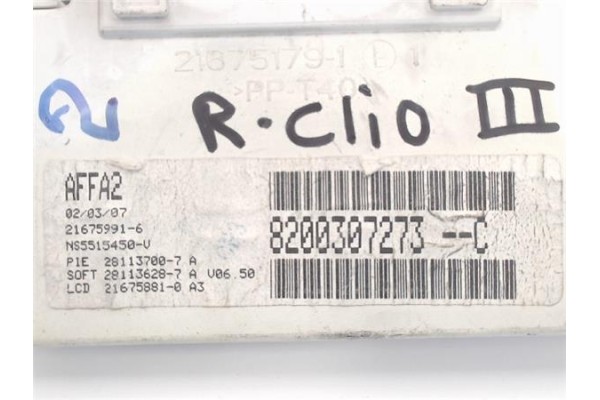 21675179-1 E 1
>PP-T40
R.Clio III
AFFA2
02/03/07
21675991-6
NS5515450-V
PIE 28113700-7 A
SOFT 28113628-7 A V06.50
LCD 21675881-0 A3
8200307273 --C